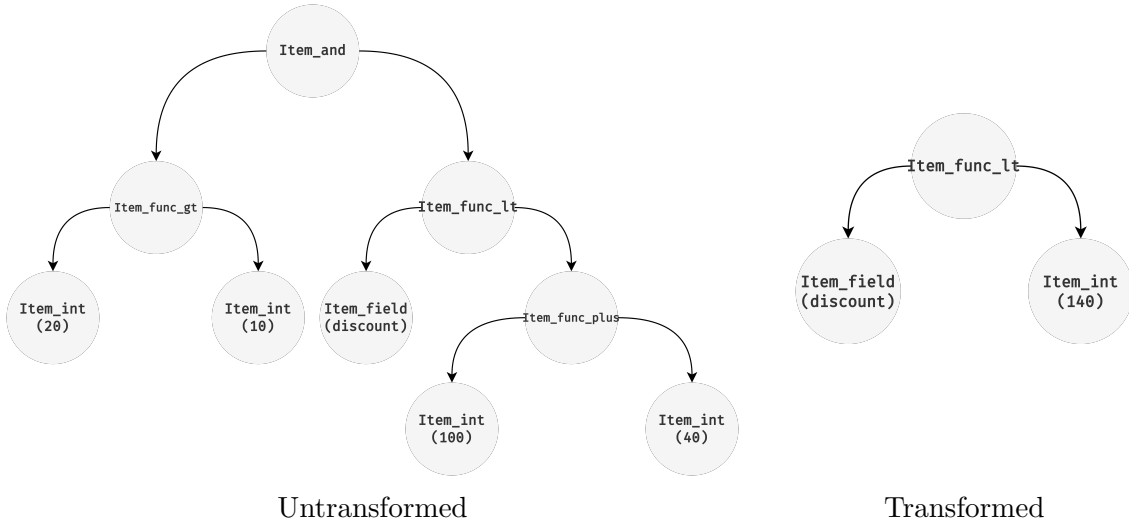 Item_and
Item_func_gt
Item_func_lt
Item_int
(20)
Item_int
(10)
Item_field
(discount)
Item_func_plus
Item_int
(100)
Item_int
(40)
Untransformed
Item_func_lt
Item_field
(discount)
Item_int
(140)
Transformed